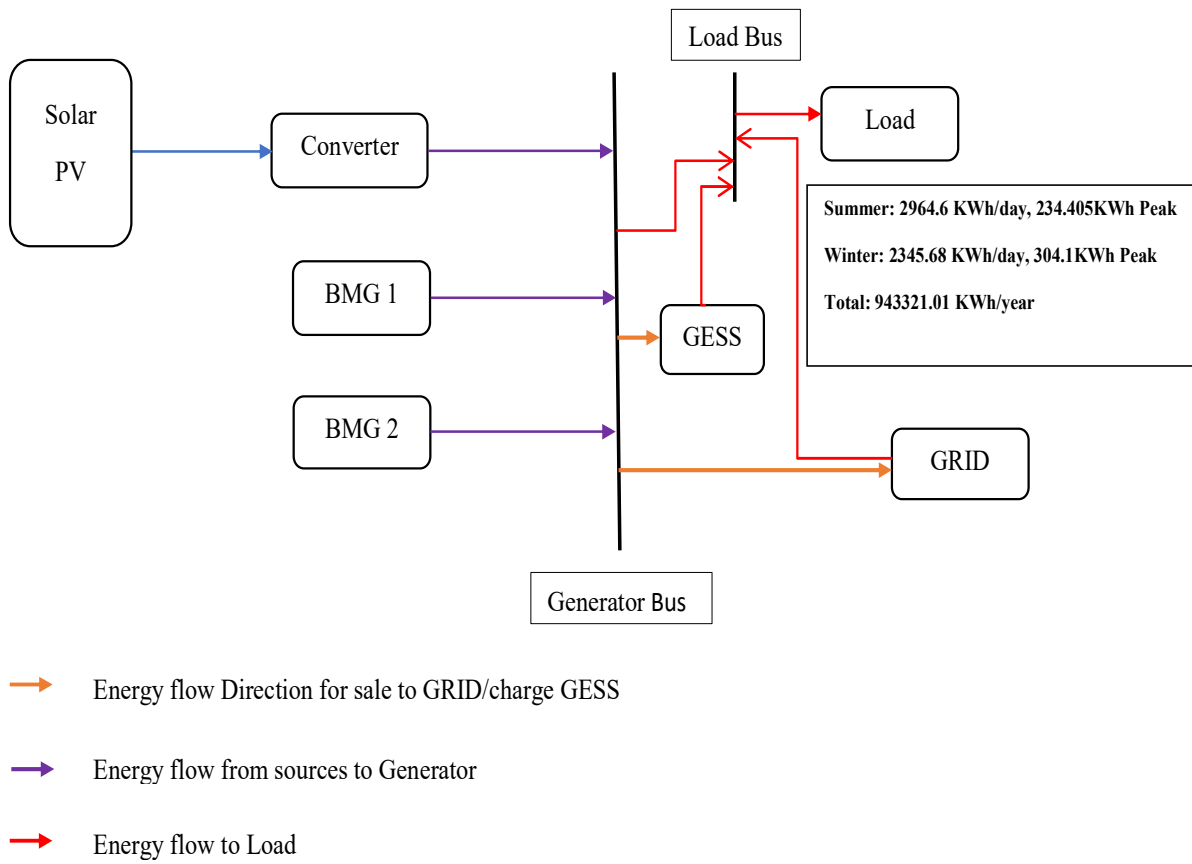 Load Bus
Solar
PV
Converter
Load
Summer: 2964.6 KWh/day, 234.405KWh Peak
Winter: 2345.68 KWh/day, 304.1KWh Peak
Total: 943321.01 KWh/year
BMG 1
GESS
BMG 2
GRID
Generator Bus
Energy flow Direction for sale to GRID/charge GESS
Energy flow from sources to Generator
Energy flow to Load